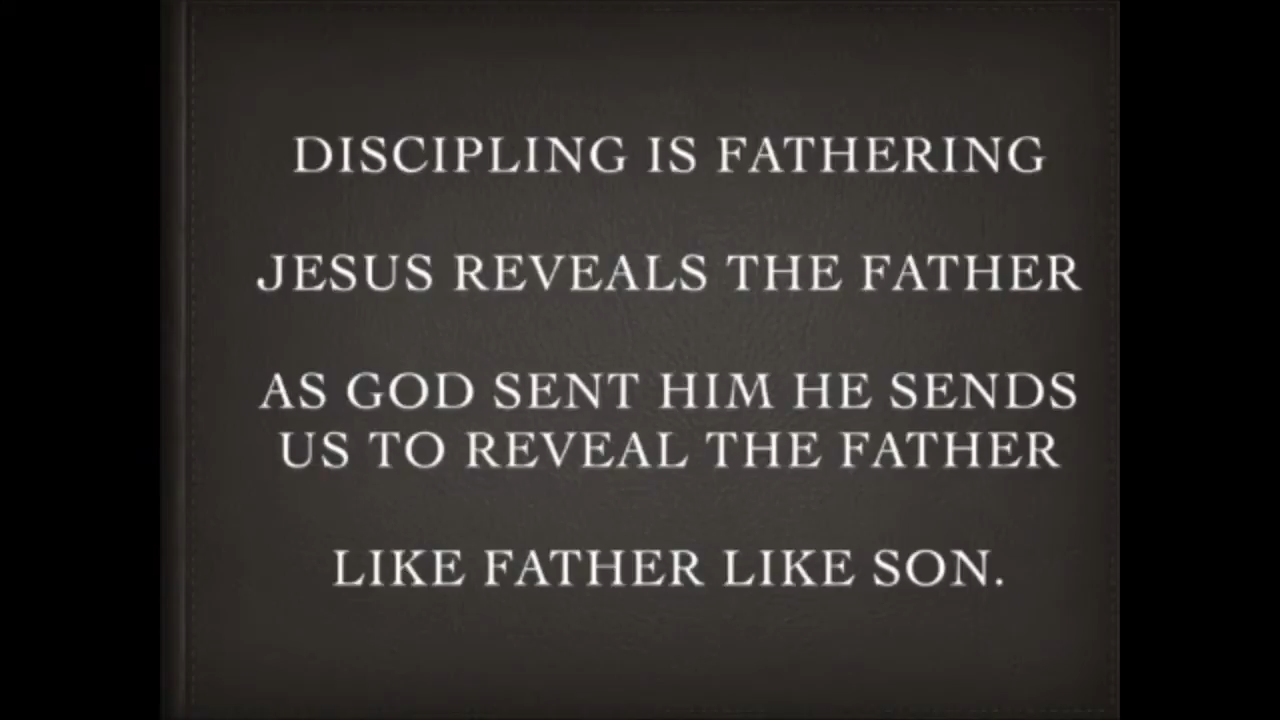 DISCIPLING IS FATHERING
JESUS REVEALS THE FATHER
AS GOD SENT HIM HE SENDS
US TO REVEAL THE FATHER
LIKE FATHER LIKE SON.